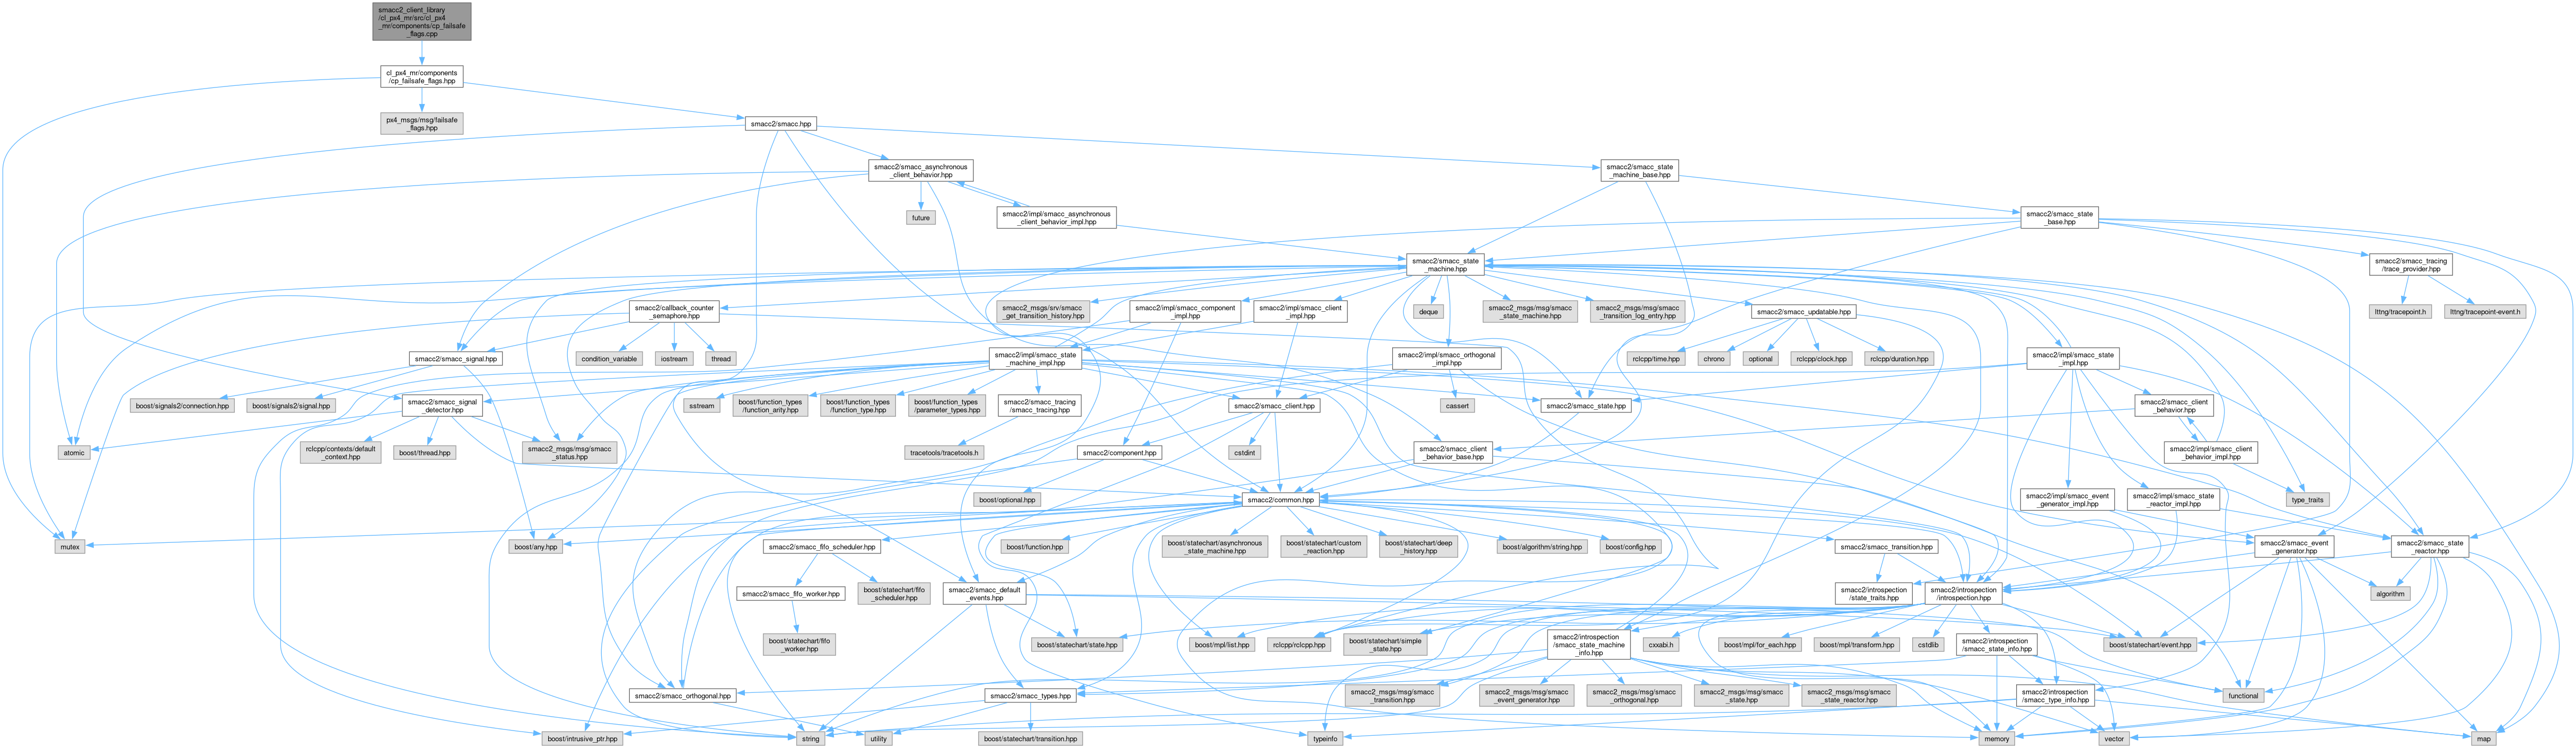 smacc2_client_library
/cl_px4_mr/src/cl_px4
_mr/components/cp_failsafe
_flags.cpp
cl_px4_mr/components
/cp_failsafe_flags.hpp
px4_msgs/msg/failsafe
_flags.hpp
smacc2/smacc.hpp
smacc2/smacc_asynchronous
_client_behavior.hpp
smacc2/smacc_state
_machine_base.hpp
future
smacc2/impl/smacc_asynchronous
_client_behavior_impl.hpp
smacc2/smacc_state
_base.hpp
smacc2/smacc_state
_machine.hpp
smacc2/smacc_tracing
/trace_provider.hpp
smacc2/callback_counter
_semaphore.hpp
smacc2_msgs/srv/smacc
_get_transition_history.hpp
smacc2/impl/smacc_component
_impl.hpp
smacc2/impl/smacc_client
_impl.hpp
deque
smacc2_msgs/msg/smacc
_state_machine.hpp
smacc2_msgs/msg/smacc
_transition_log_entry.hpp
smacc2/smacc_updatable.hpp
lttng/tracepoint.h
lttng/tracepoint-event.h
smacc2/smacc_signal.hpp
condition_variable
iostream
thread
smacc2/impl/smacc_state
_machine_impl.hpp
smacc2/impl/smacc_orthogonal
_impl.hpp
rclcpp/time.hpp
chrono
optional
rclcpp/clock.hpp
rclcpp/duration.hpp
smacc2/impl/smacc_state
_impl.hpp
boost/signals2/connection.hpp
boost/signals2/signal.hpp
smacc2/smacc_signal
_detector.hpp
sstream
boost/function_types
/function_arity.hpp
boost/function_types
/function_type.hpp
boost/function_types
/parameter_types.hpp
smacc2/smacc_tracing
/smacc_tracing.hpp
smacc2/smacc_client.hpp
cassert
smacc2/smacc_state.hpp
smacc2/smacc_client
_behavior.hpp
atomic
rclcpp/contexts/default
_context.hpp
boost/thread.hpp
smacc2_msgs/msg/smacc
_status.hpp
tracetools/tracetools.h
smacc2/component.hpp
cstdint
smacc2/smacc_client
_behavior_base.hpp
smacc2/impl/smacc_client
_behavior_impl.hpp
boost/optional.hpp
smacc2/common.hpp
smacc2/impl/smacc_event
_generator_impl.hpp
smacc2/impl/smacc_state
_reactor_impl.hpp
type_traits
mutex
boost/any.hpp
smacc2/smacc_fifo_scheduler.hpp
boost/function.hpp
boost/statechart/asynchronous
_state_machine.hpp
boost/statechart/custom
_reaction.hpp
boost/statechart/deep
_history.hpp
boost/algorithm/string.hpp
boost/config.hpp
smacc2/smacc_transition.hpp
smacc2/smacc_event
_generator.hpp
smacc2/smacc_state
_reactor.hpp
smacc2/smacc_fifo_worker.hpp
boost/statechart/fifo
_scheduler.hpp
smacc2/smacc_default
_events.hpp
smacc2/introspection
/state_traits.hpp
smacc2/introspection
/introspection.hpp
algorithm
boost/statechart/fifo
_worker.hpp
boost/statechart/state.hpp
boost/mpl/list.hpp
rclcpp/rclcpp.hpp
boost/statechart/simple
_state.hpp
cxxabi.h
smacc2/introspection
/smacc_state_machine
_info.hpp
boost/mpl/for_each.hpp
boost/mpl/transform.hpp
cstdlib
smacc2/introspection
/smacc_state_info.hpp
boost/statechart/event.hpp
smacc2/smacc_orthogonal.hpp
smacc2/smacc_types.hpp
smacc2_msgs/msg/smacc
_transition.hpp
smacc2_msgs/msg/smacc
_event_generator.hpp
smacc2_msgs/msg/smacc
_orthogonal.hpp
smacc2_msgs/msg/smacc
_state.hpp
smacc2_msgs/msg/smacc
_state_reactor.hpp
smacc2/introspection
/smacc_type_info.hpp
functional
boost/intrusive_ptr.hpp
string
utility
boost/statechart/transition.hpp
typeinfo
memory
vector
map